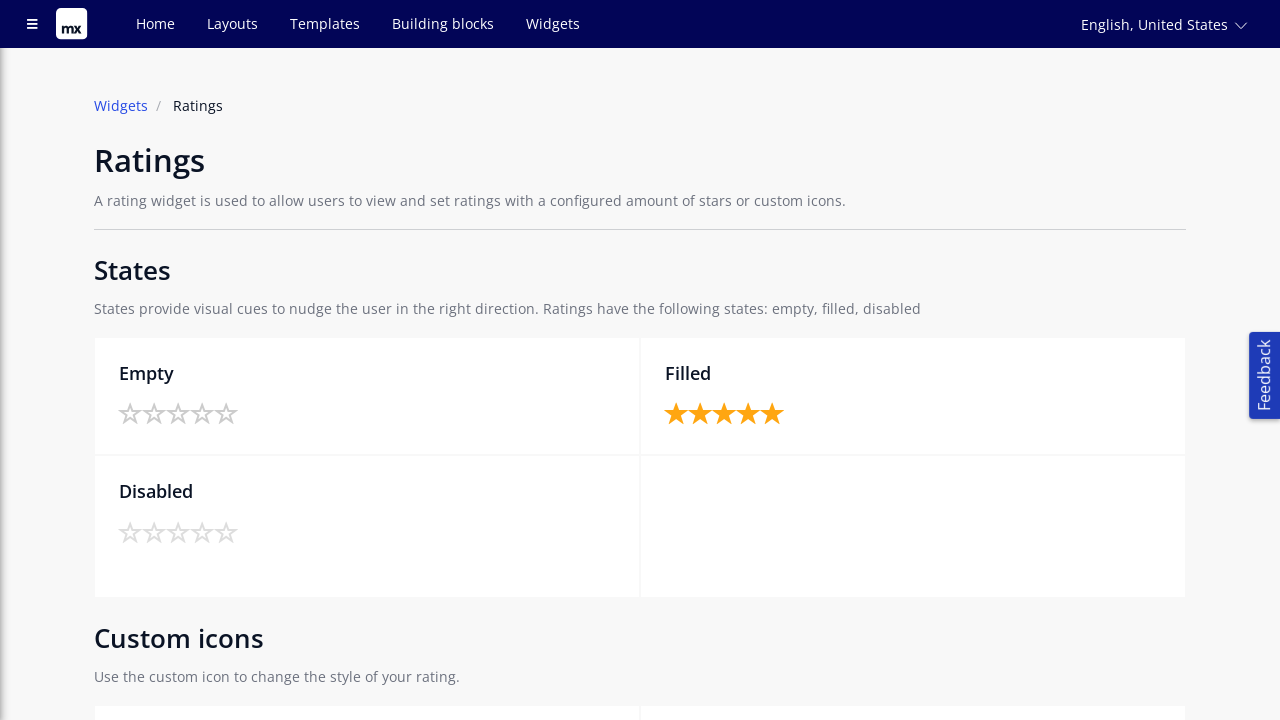 mx
Home
Layouts
Templates
Building blocks
Widgets
English, United States
Widgets / Ratings
Ratings
A rating widget is used to allow users to view and set ratings with a configured amount of stars or custom icons.
States
States provide visual cues to nudge the user in the right direction. Ratings have the following states: empty, filled, disabled
Empty
Filled
Disabled
Feedback
Custom icons
Use the custom icon to change the style of your rating.